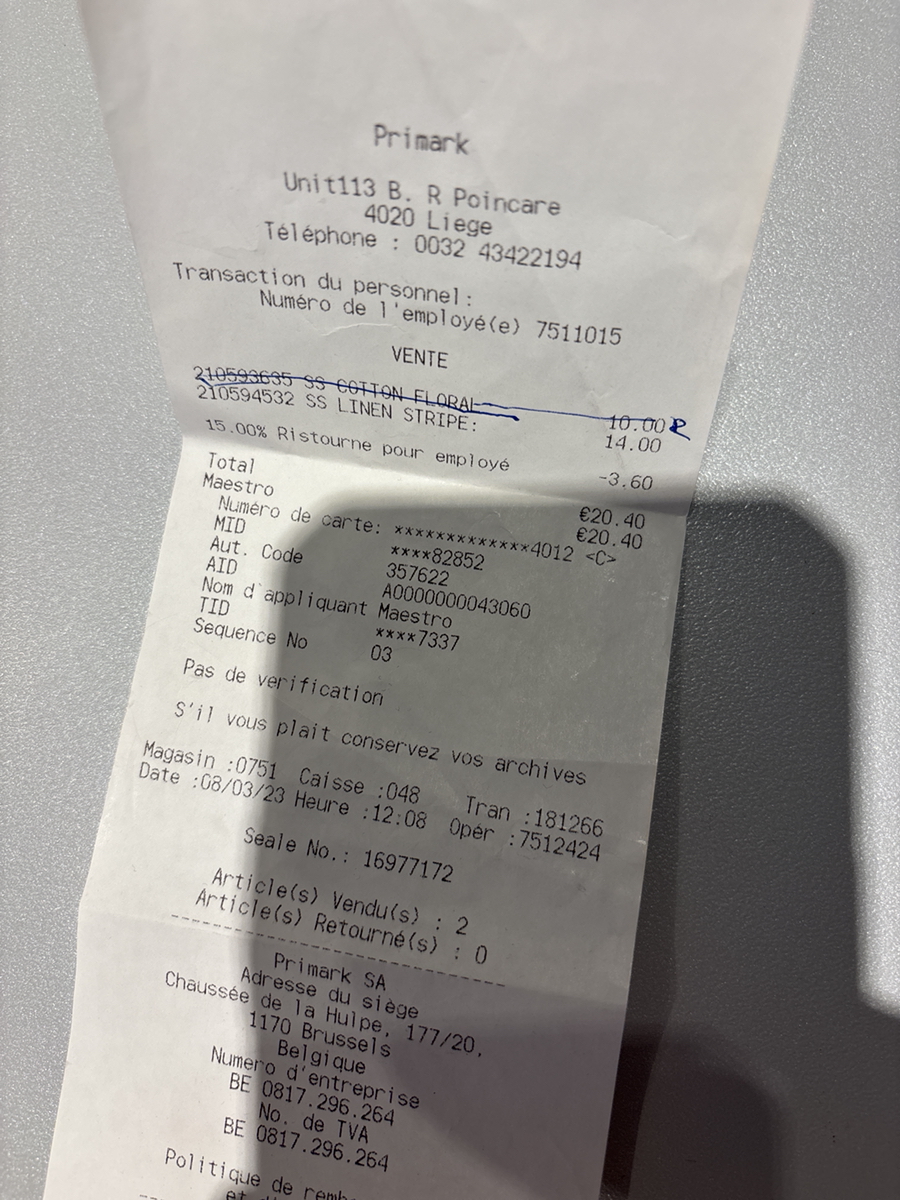 Primark
Unit113 B. R Poincare
4020 Liege
Téléphone : 0032 43422194
Transaction du personnel:
Numéro de l'employé(e) 7511015
VENTE
210593635 SS COTTON FLORAL 10.00 R
210594532 SS LINEN STRIPE: 14.00
15.00% Ristourne pour employé -3.60
Total €20.40
Maestro €20.40
Numéro de carte: *************4012 <C>
MID ****82852
Aut. Code 357622
AID A0000000043060
Nom d'appliquant Maestro
TID ****7337
Sequence No 03
Pas de verification
S'il vous plait conservez vos archives
Magasin :0751 Caisse :048 Tran :181266
Date :08/03/23 Heure :12:08 Opér :7512424
Seale No.: 16977172
Article(s) Vendu(s) : 2
Article(s) Retourné(s) : 0
Primark SA
Adresse du siège
Chaussée de la Hulpe, 177/20,
1170 Brussels
Belgique
Numero d'entreprise
BE 0817.296.264
No. de TVA
BE 0817.296.264
Politique de
et